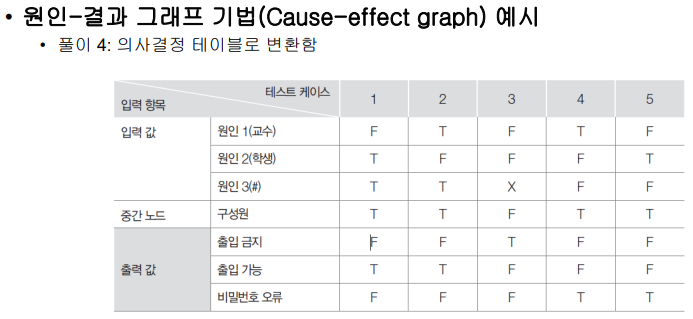 • 원인-결과 그래프 기법(Cause-effect graph) 예시
• 풀이 4: 의사결정 테이블로 변환함
입력 항목 테스트 케이스 1 2 3 4 5
입력 값 원인 1(교수) F T F T F
원인 2(학생) T F F F T
원인 3(#) T T X F F
중간 노드 구성원 T T F T T
출력 값 출입 금지 F F T F F
출입 가능 T T F F F
비밀번호 오류 F F F T T